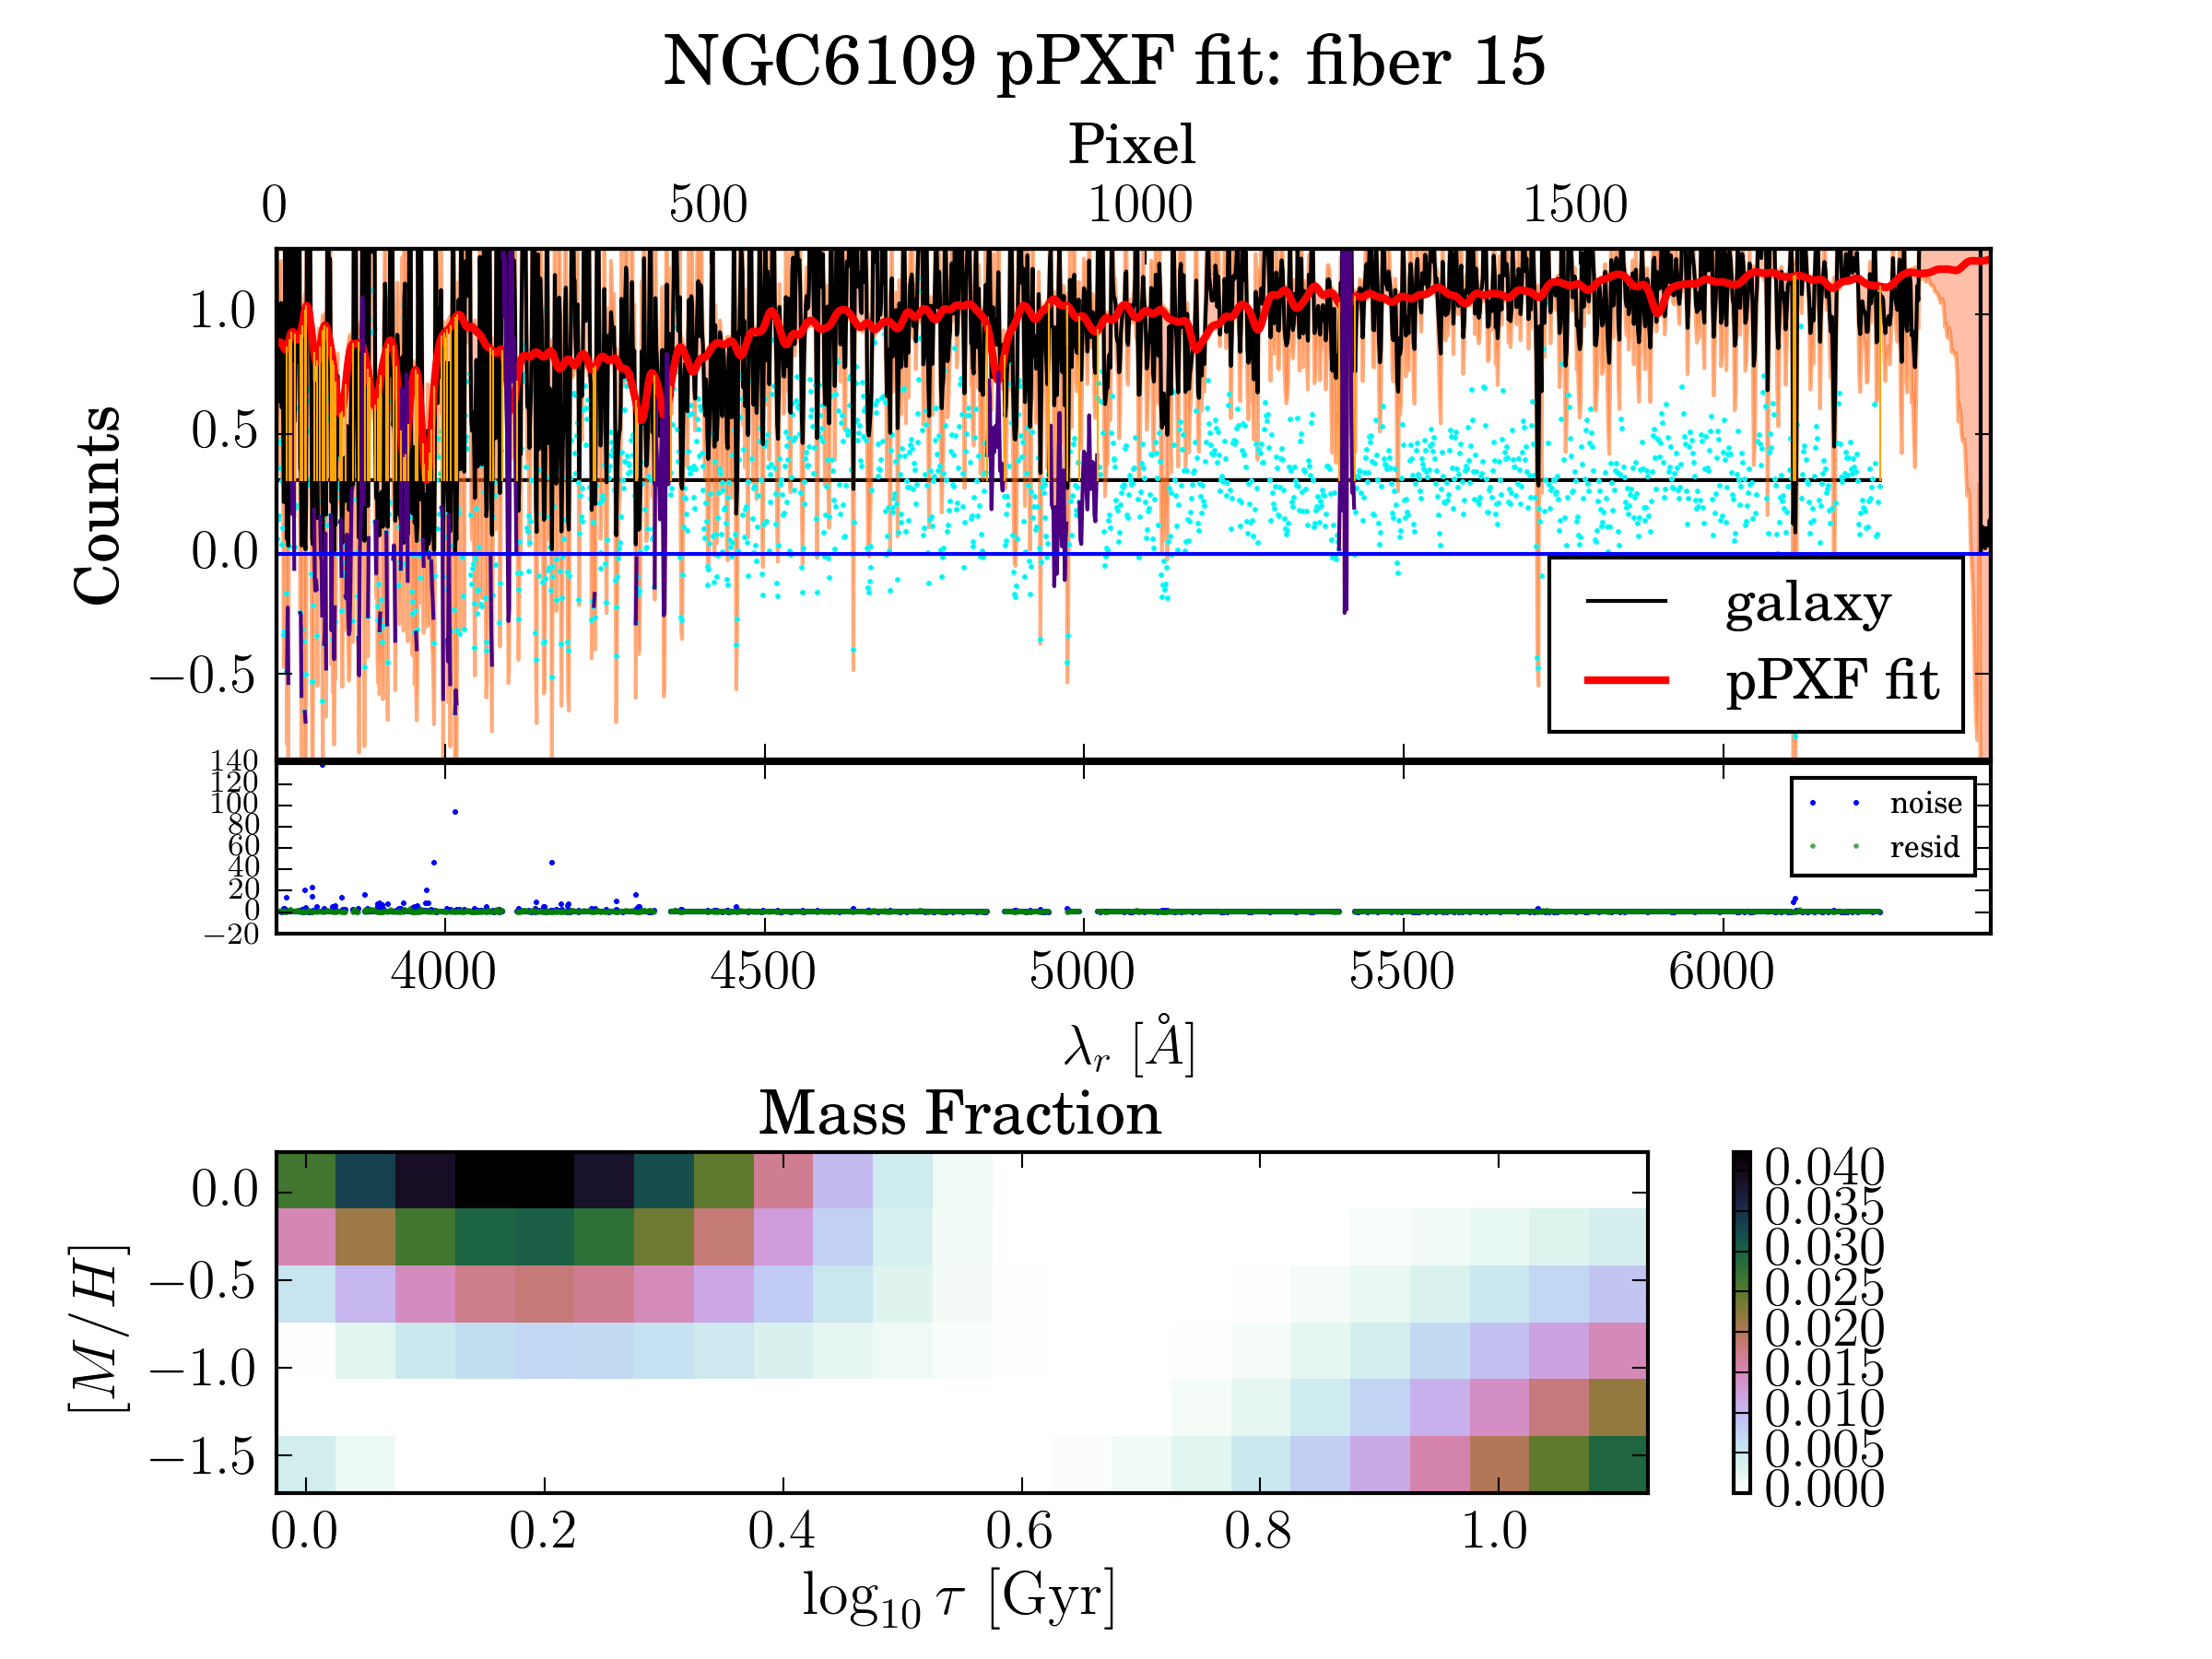 NGC6109 pPXF fit: fiber 15
Pixel
0 500 1000 1500
Counts
1.0
0.5
0.0
−0.5
galaxy
pPXF fit
140
120
100
80
60
40
20
0
−20
noise
resid
4000 4500 5000 5500 6000
λr [Å]
Mass Fraction
[M/H]
0.0
−0.5
−1.0
−1.5
0.0 0.2 0.4 0.6 0.8 1.0
log10 τ [Gyr]
0.040
0.035
0.030
0.025
0.020
0.015
0.010
0.005
0.000